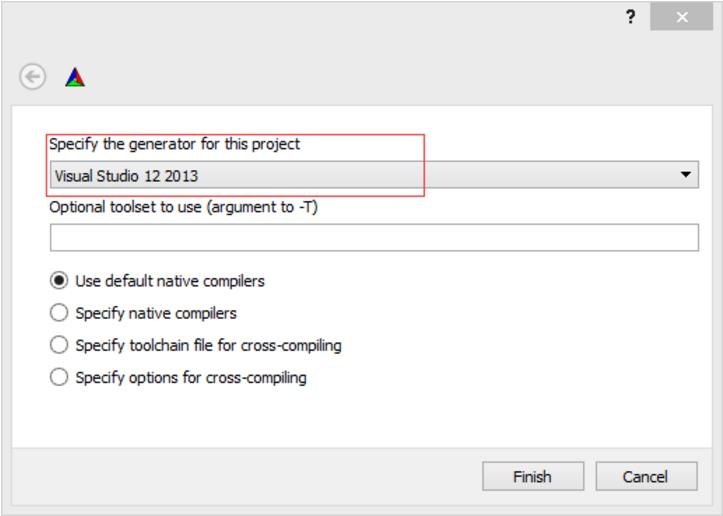 ?
Specify the generator for this project
Visual Studio 12 2013
Optional toolset to use (argument to -T)
Use default native compilers
Specify native compilers
Specify toolchain file for cross-compiling
Specify options for cross-compiling
Finish Cancel